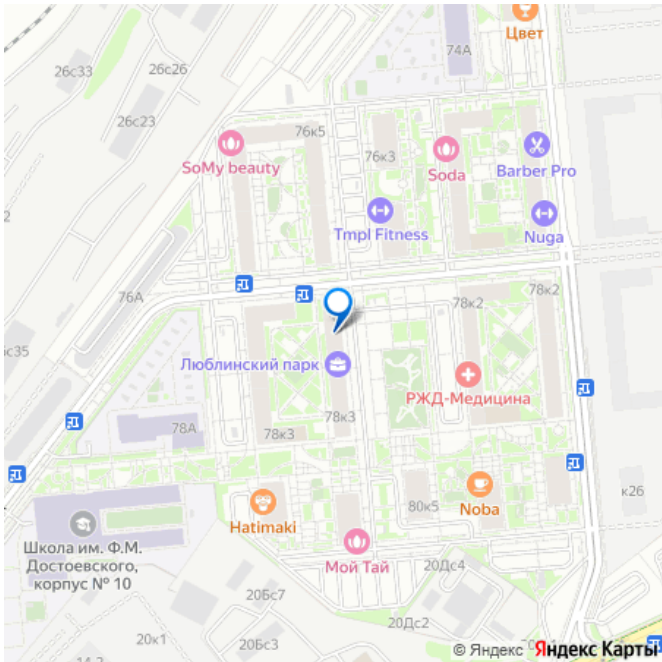 Цвет
74А
26с33
26с26
26с23
76к5
SoMy beauty
76к3
Soda
Barber Pro
Tmpl Fitness
Nuga
76А
78к2
78к2
Люблинский парк
РЖД-Медицина
78А
78к3
78к3
Hatimaki
80к5
Noba
к26
Школа им. Ф.М.
Достоевского,
корпус № 10
Мой Тай
20Бс7
20Дс4
20Дс2
20к1
20Бс3
© Яндекс Яндекс Карты